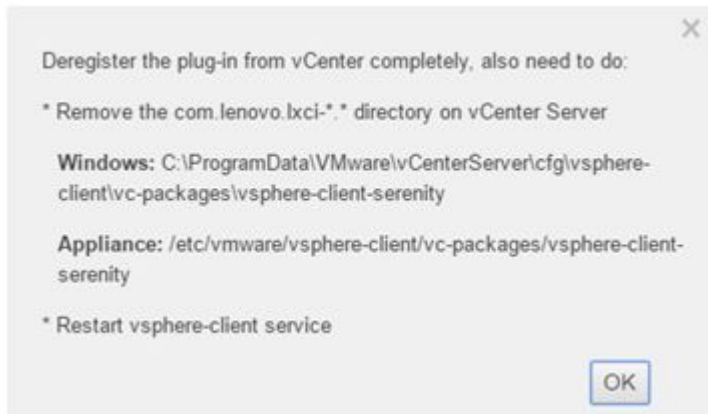 Deregister the plug-in from vCenter completely, also need to do:
* Remove the com.lenovo.lxci-*.* directory on vCenter Server
Windows: C:\ProgramData\VMware\vCenterServer\cfg\vsphere-
client\vc-packages\vsphere-client-serenity
Appliance: /etc/vmware/vsphere-client/vc-packages/vsphere-client-
serenity
* Restart vsphere-client service
OK